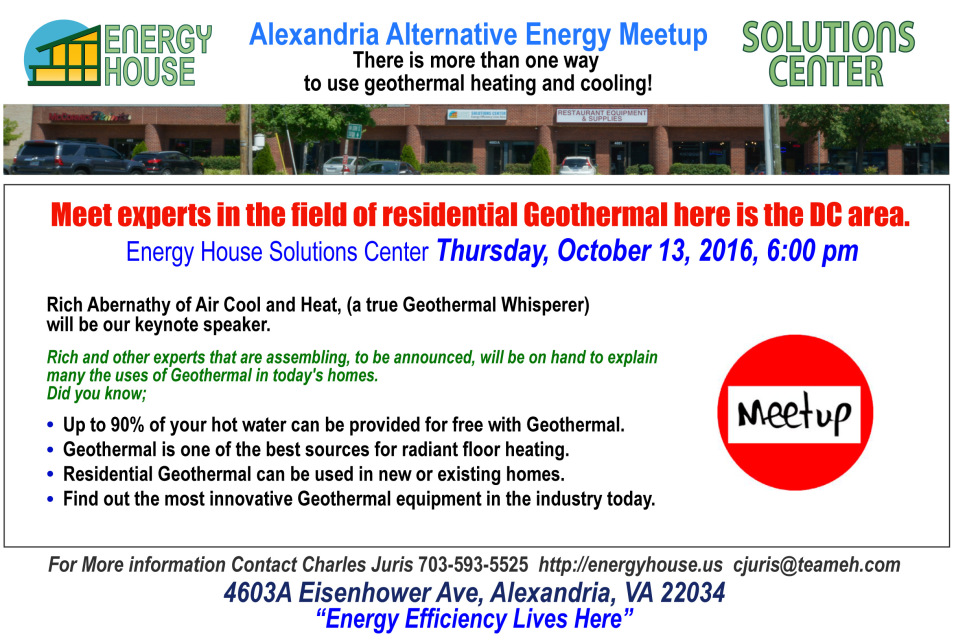 ENERGY
HOUSE
Alexandria Alternative Energy Meetup
There is more than one way
to use geothermal heating and cooling!
SOLUTIONS
CENTER
SOLUTIONS CENTER
RESTAURANT EQUIPMENT
& SUPPLIES
Meet experts in the field of residential Geothermal here is the DC area.
Energy House Solutions Center Thursday, October 13, 2016, 6:00 pm
Rich Abernathy of Air Cool and Heat, (a true Geothermal Whisperer)
will be our keynote speaker.
Rich and other experts that are assembling, to be announced, will be on hand to explain
many the uses of Geothermal in today's homes.
Did you know;
• Up to 90% of your hot water can be provided for free with Geothermal.
• Geothermal is one of the best sources for radiant floor heating.
• Residential Geothermal can be used in new or existing homes.
• Find out the most innovative Geothermal equipment in the industry today.
Meetup
For More information Contact Charles Juris 703-593-5525 http://energyhouse.us cjuris@teameh.com
4603A Eisenhower Ave, Alexandria, VA 22034
“Energy Efficiency Lives Here”